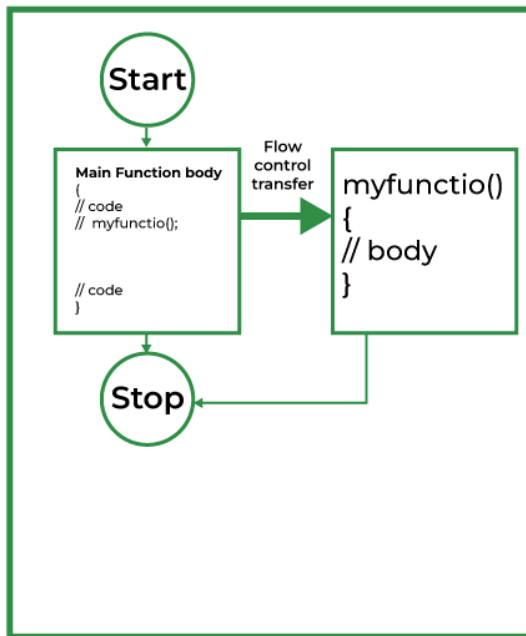 Start
Main Function body
{
// code
// myfunctio();
// code
}
Flow
control
transfer
myfunctio()
{
// body
}
Stop